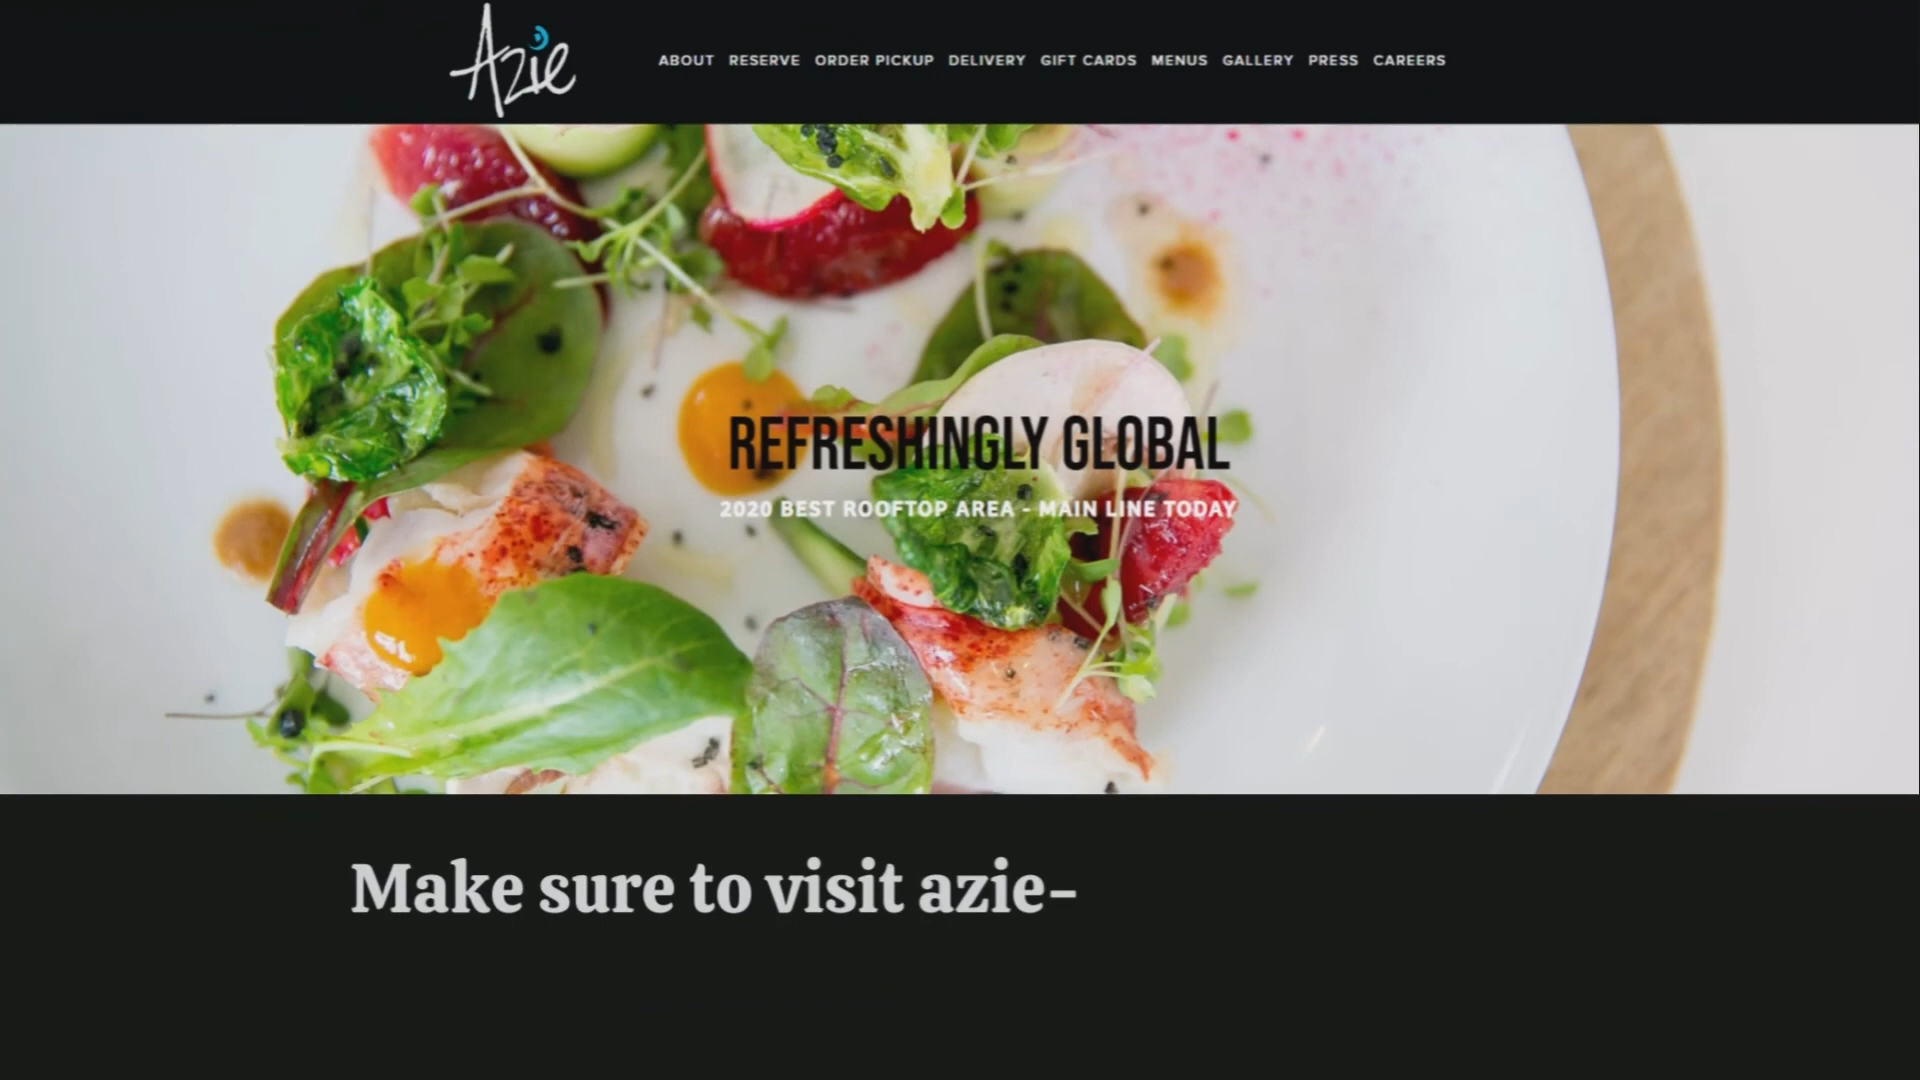 Azie
ABOUT RESERVE ORDER PICKUP DELIVERY GIFT CARDS MENUS GALLERY PRESS CAREERS
REFRESHINGLY GLOBAL
2020 BEST ROOFTOP AREA - MAIN LINE TODAY
Make sure to visit azie-